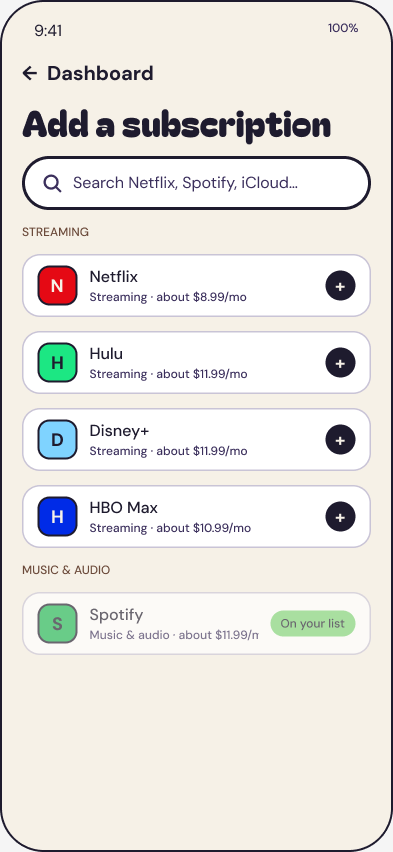 9:41
100%
← Dashboard
Add a subscription
Search Netflix, Spotify, iCloud...
STREAMING
N
Netflix
Streaming · about $8.99/mo
+
H
Hulu
Streaming · about $11.99/mo
+
D
Disney+
Streaming · about $11.99/mo
+
H
HBO Max
Streaming · about $10.99/mo
+
MUSIC & AUDIO
S
Spotify
Music & audio · about $11.99/m
On your list